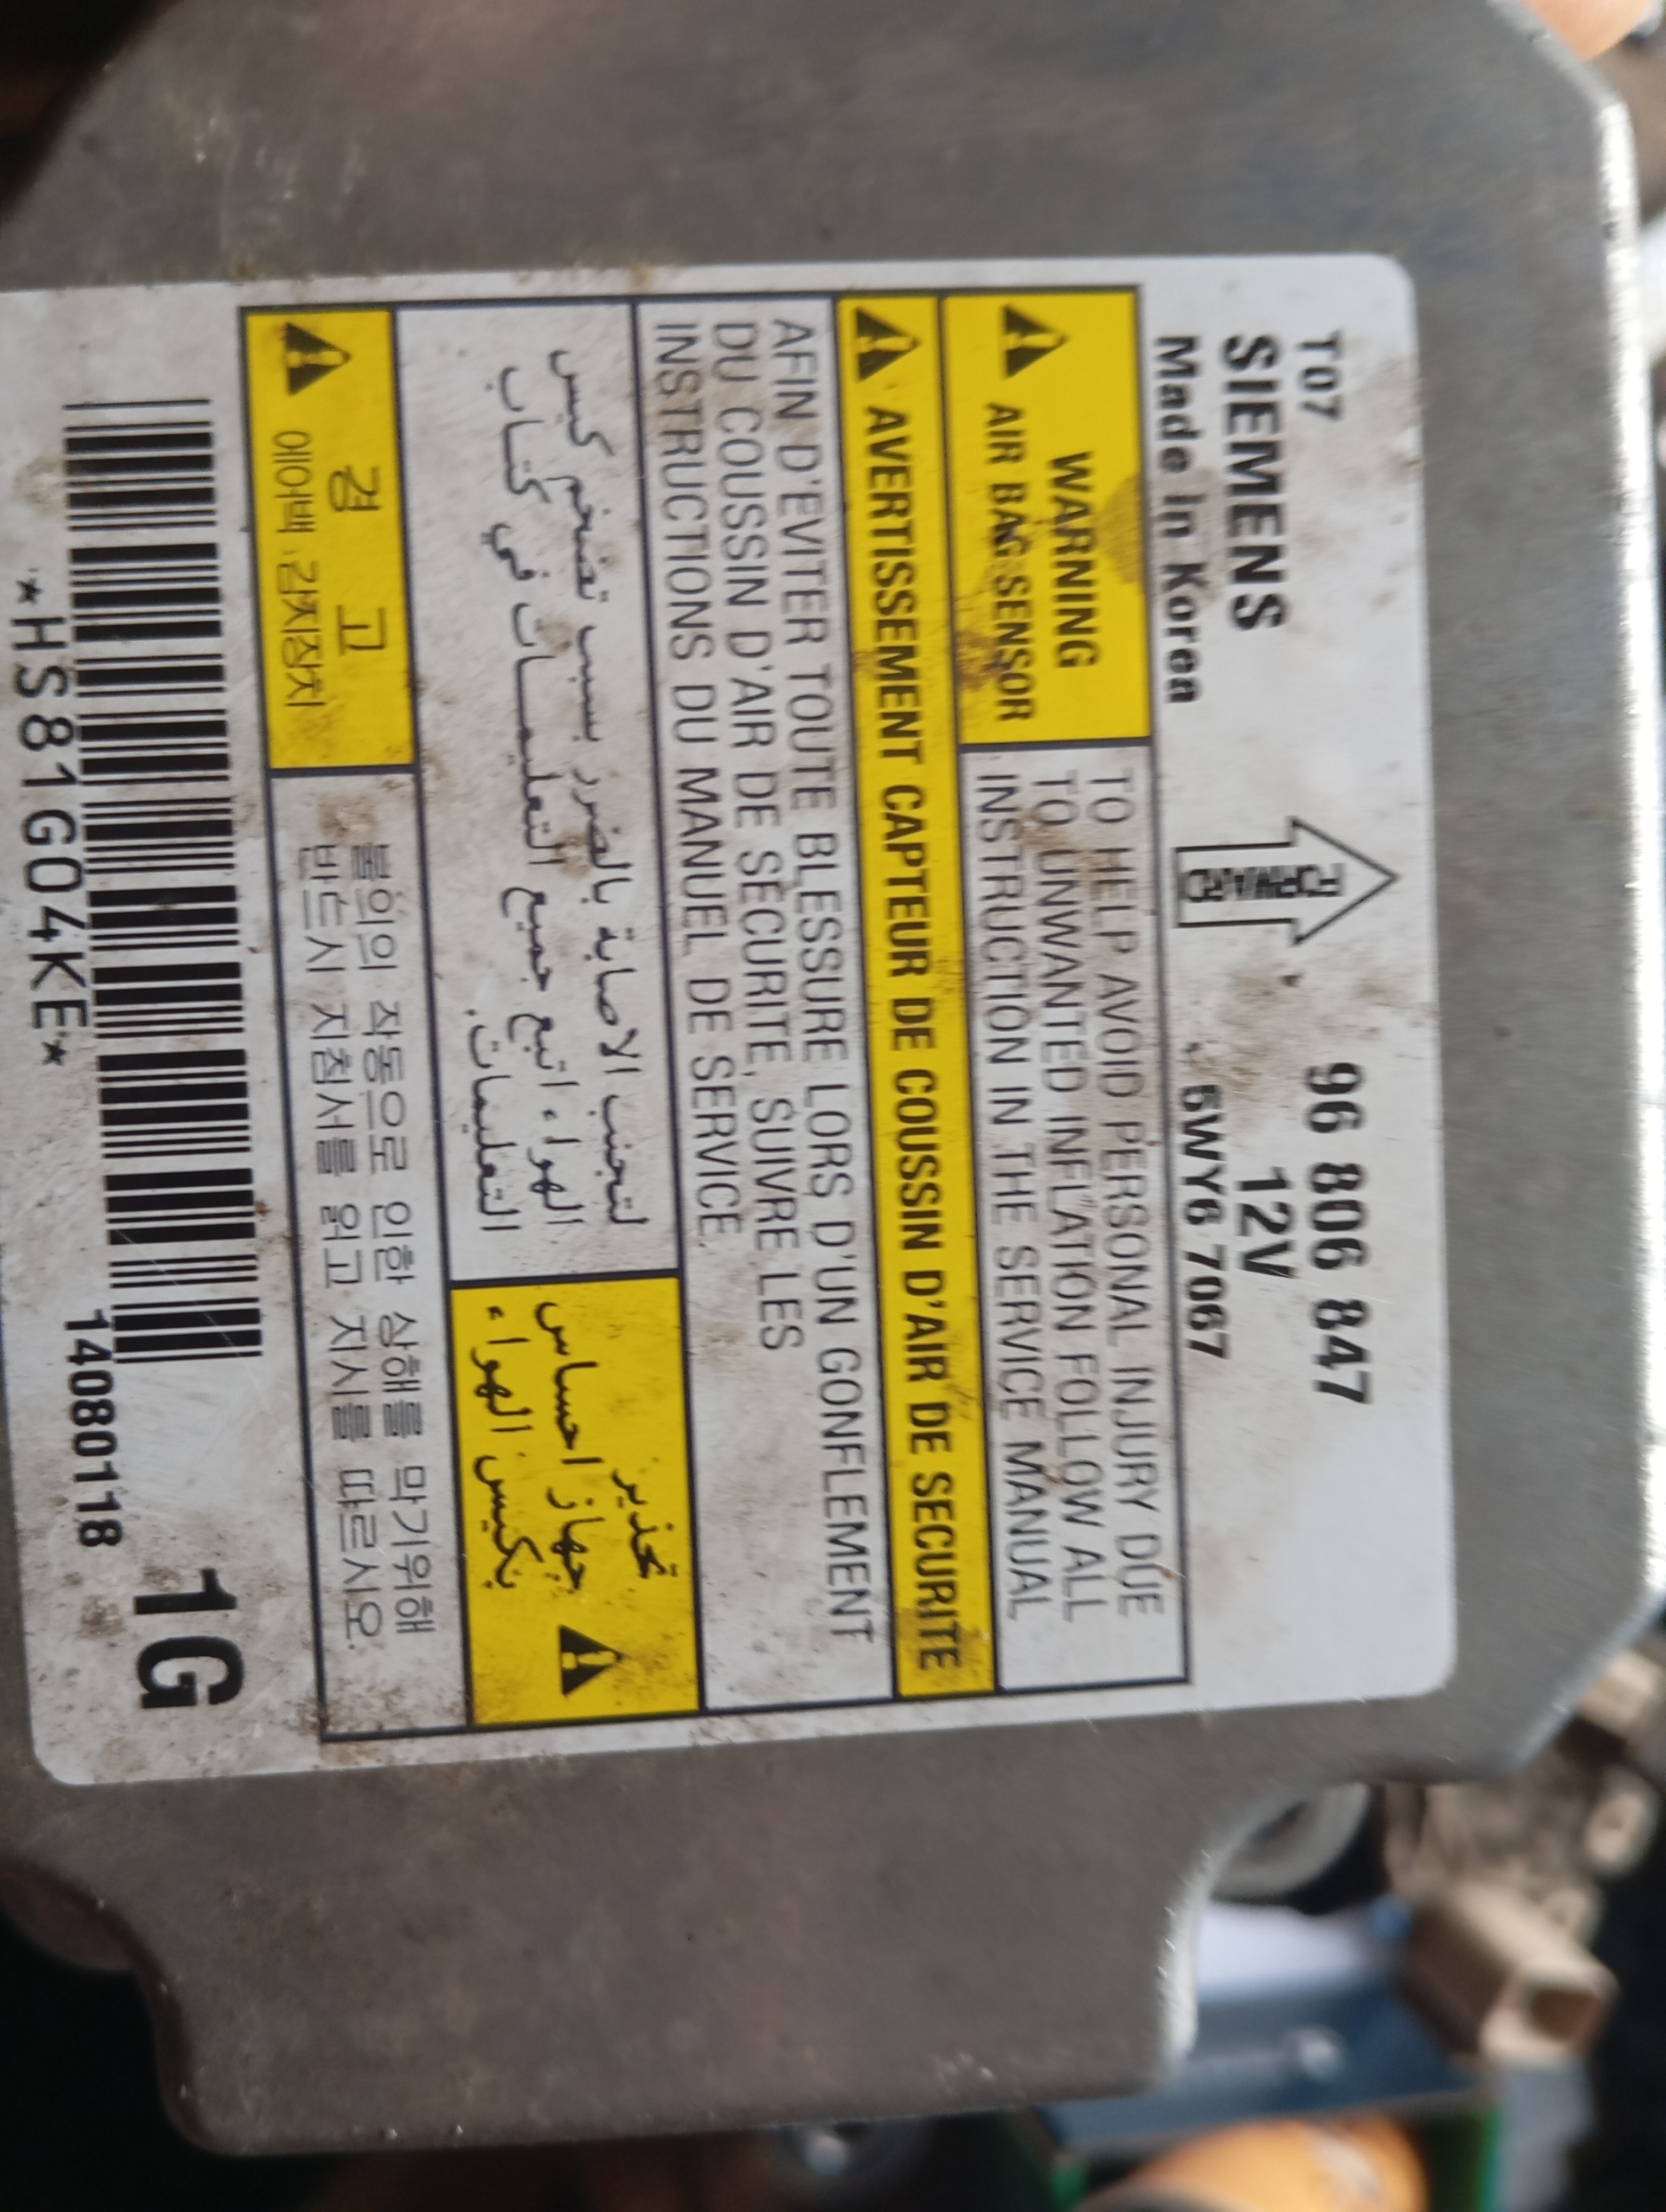 T07
SIEMENS
Made in Korea
FORWARD
96 806 847
12V
5WY6 7067
WARNING
AIR BAG SENSOR
TO HELP AVOID PERSONAL INJURY DUE
TO UNWANTED INFLATION FOLLOW ALL
INSTRUCTION IN THE SERVICE MANUAL
AVERTISSEMENT CAPTEUR DE COUSSIN D'AIR DE SECURITE
AFIN D'EVITER TOUTE BLESSURE LORS D'UN GONFLEMENT
DU COUSSIN D'AIR DE SECURITE, SUIVRE LES
INSTRUCTIONS DU MANUEL DE SERVICE.
تحذير
جهاز احساس
بكيس الهواء
لتجنب الاصابة بالضرر بسبب تضخم كيس
الهواء اتبع جميع التعليمات في كتاب
التعليمات.
경 고
에어백 감지장치
불의의 작동으로 인한 상해를 막기위해
반드시 지침서를 읽고 지시를 따르시오.
*HS81G04KE*
14080118
1G